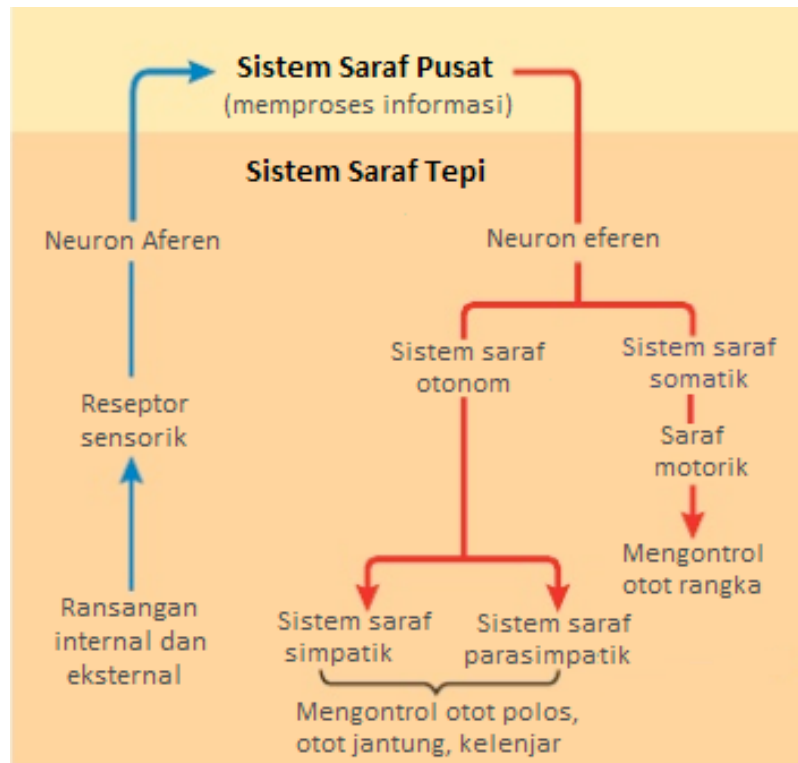 Sistem Saraf Pusat
(memproses informasi)
Sistem Saraf Tepi
Neuron Aferen
Neuron eferen
Sistem saraf
otonom
Sistem saraf
somatik
Reseptor
sensorik
Saraf
motorik
Mengontrol
otot rangka
Ransangan
internal dan
eksternal
Sistem saraf
simpatik
Sistem saraf
parasimpatik
Mengontrol otot polos,
otot jantung, kelenjar